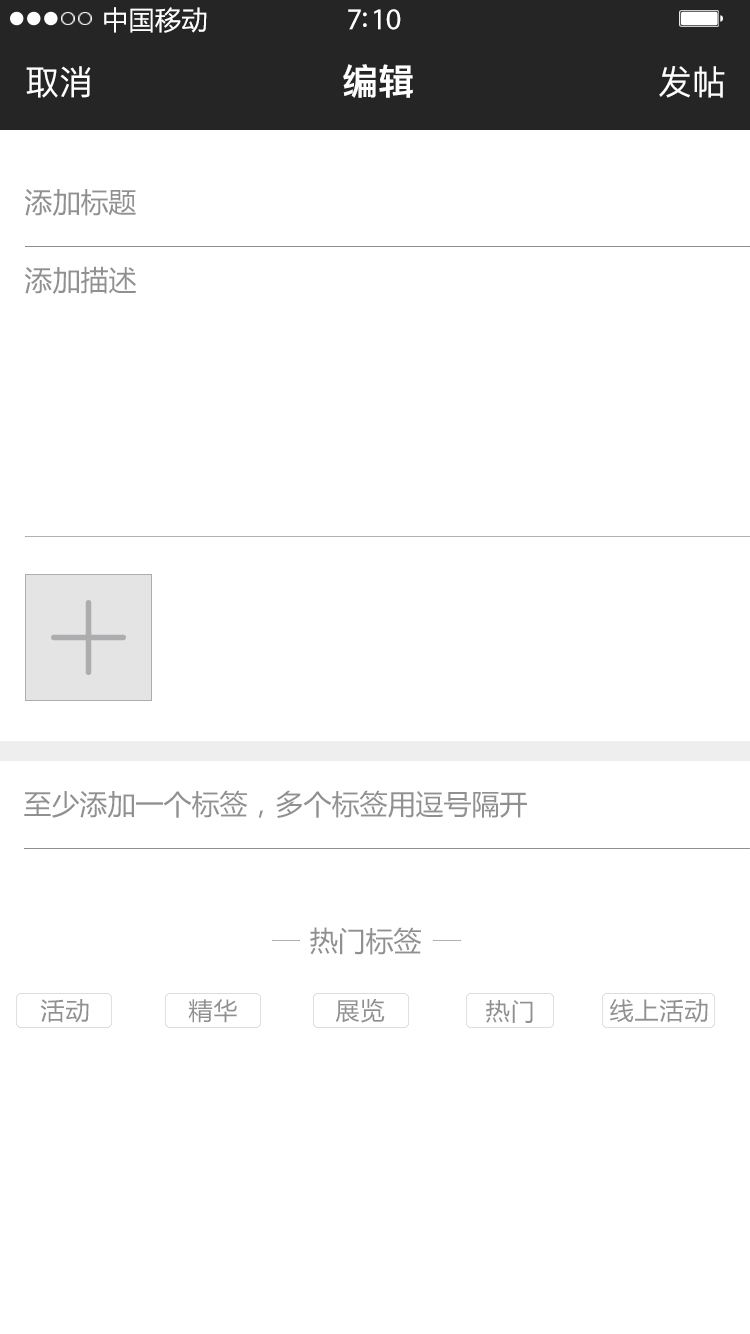 中国移动 7:10
取消 编辑 发帖
添加标题
添加描述
至少添加一个标签，多个标签用逗号隔开
热门标签
活动 精华 展览 热门 线上活动